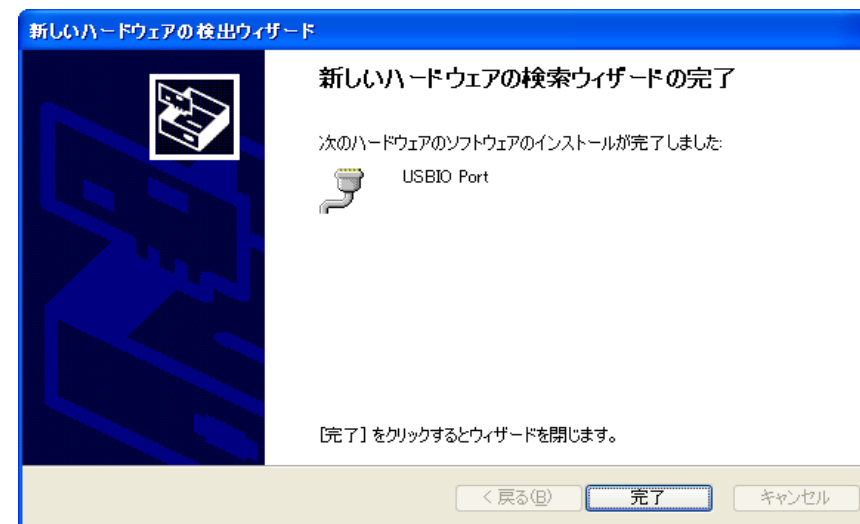 新しいハードウェアの検出ウィザード
新しいハードウェアの検索ウィザードの完了
次のハードウェアのソフトウェアのインストールが完了しました:
USBIO Port
[完了] をクリックするとウィザードを閉じます。
< 戻る(B)
完了
キャンセル